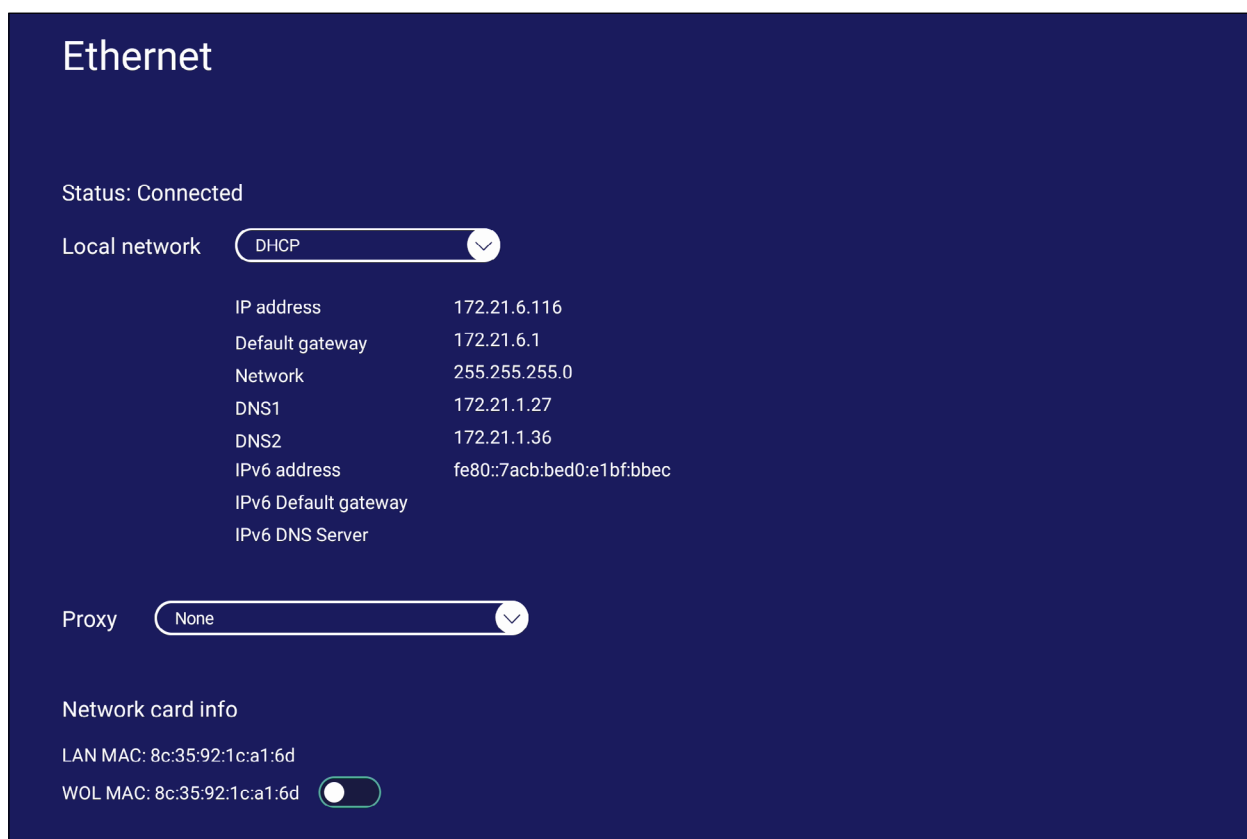 Ethernet
Status: Connected
Local network DHCP
IP address 172.21.6.116
Default gateway 172.21.6.1
Network 255.255.255.0
DNS1 172.21.1.27
DNS2 172.21.1.36
IPv6 address fe80::7acb:bed0:e1bf:bbec
IPv6 Default gateway
IPv6 DNS Server
Proxy None
Network card info
LAN MAC: 8c:35:92:1c:a1:6d
WOL MAC: 8c:35:92:1c:a1:6d